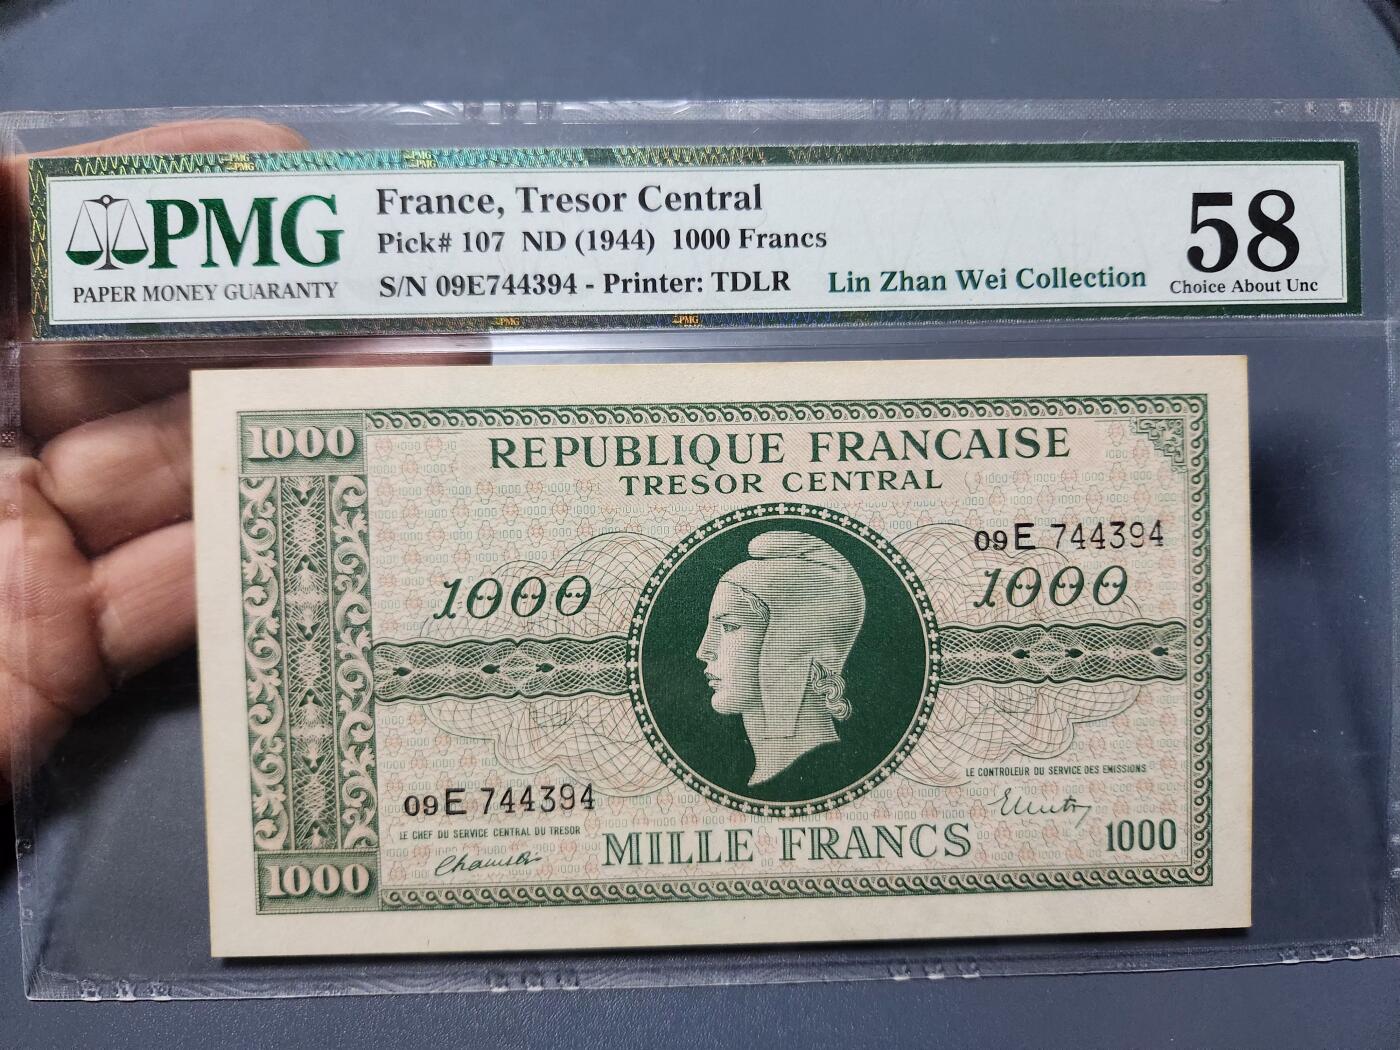 PMG
PAPER MONEY GUARANTY
France, Tresor Central
Pick# 107 ND (1944) 1000 Francs
S/N 09E744394 - Printer: TDLR
Lin Zhan Wei Collection
58
Choice About Unc
1000
REPUBLIQUE FRANCAISE
TRESOR CENTRAL
09E 744394
1000
1000
09E 744394
LE CHEF DU SERVICE CENTRAL DU TRESOR
LE CONTROLEUR DU SERVICE DES EMISSIONS
MILLE FRANCS
1000
1000